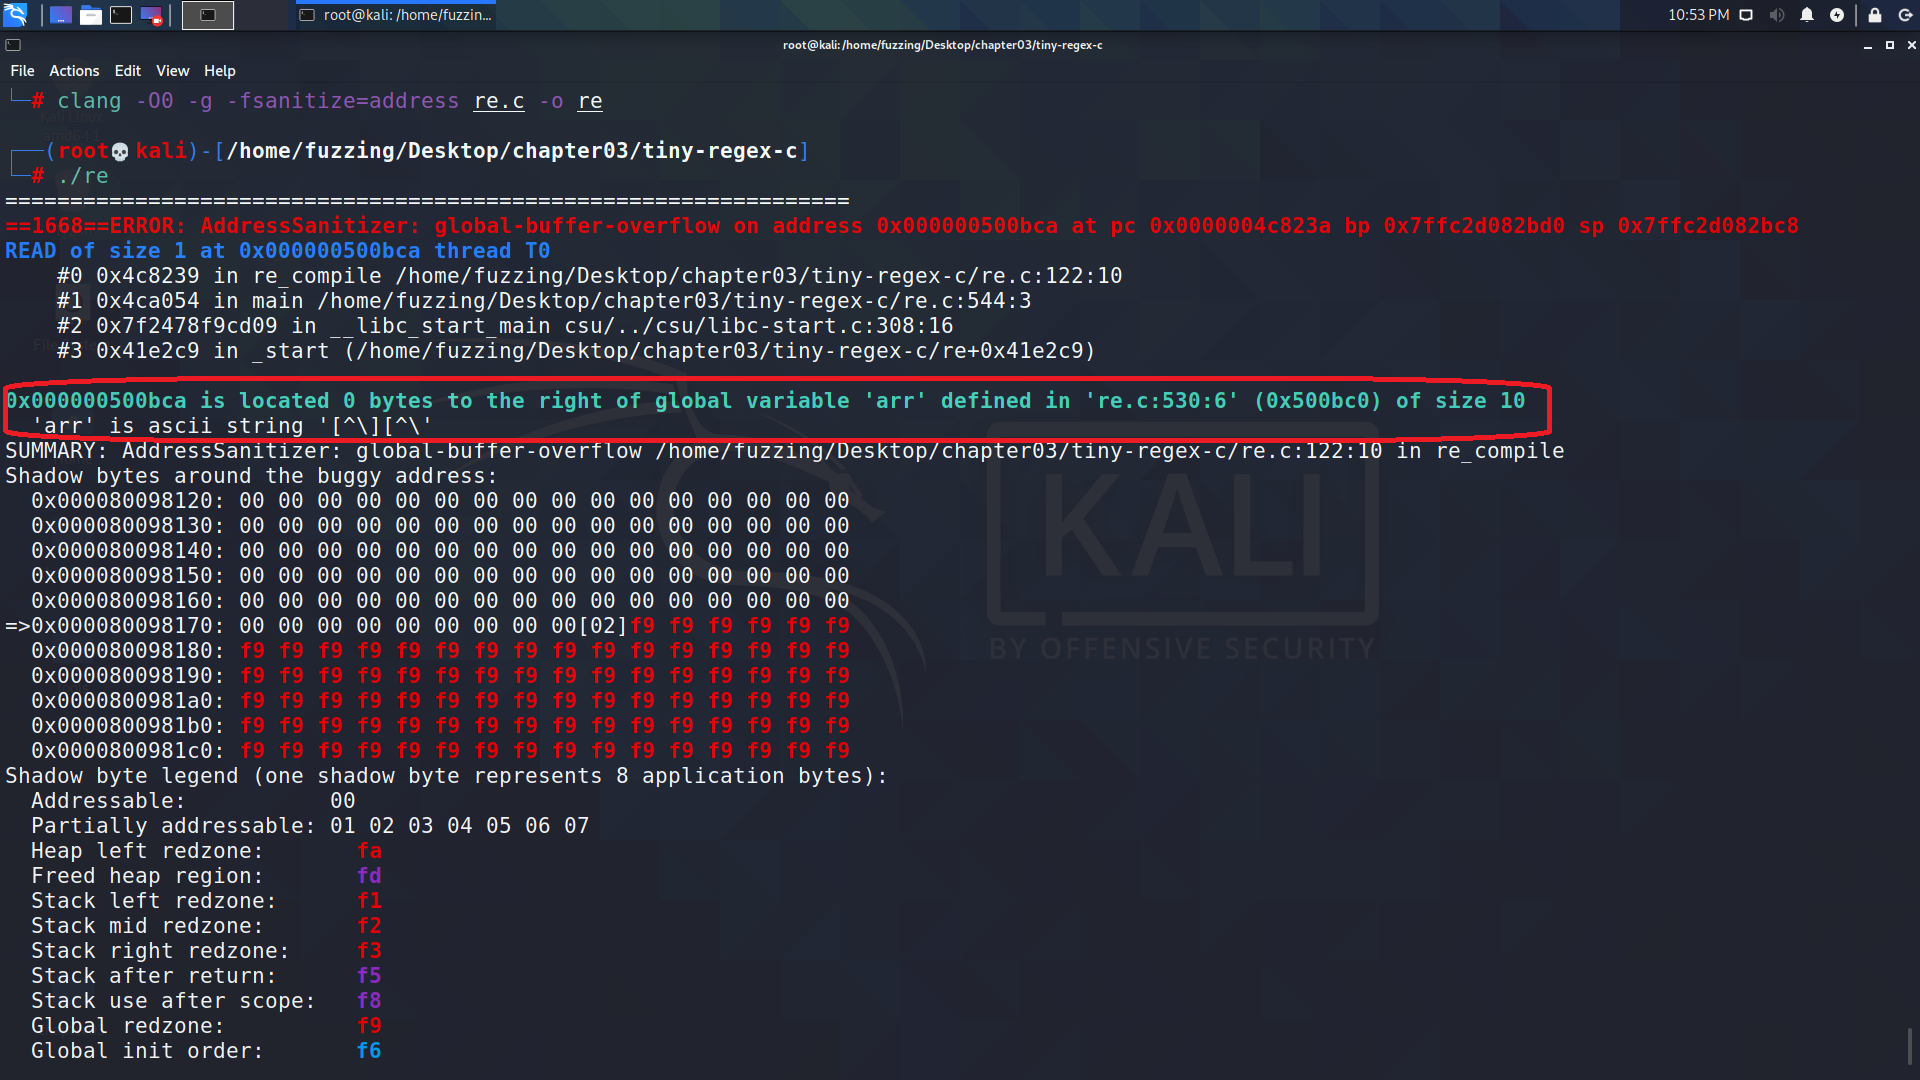 root@kali: /home/fuzzin...
10:53 PM
root@kali:/home/fuzzing/Desktop/chapter03/tiny-regex-c
File Actions Edit View Help
└─# clang -O0 -g -fsanitize=address re.c -o re
┌──(root💀kali)-[/home/fuzzing/Desktop/chapter03/tiny-regex-c]
└─# ./re
=================================================================
==1668==ERROR: AddressSanitizer: global-buffer-overflow on address 0x000000500bca at pc 0x0000004c823a bp 0x7ffc2d082bd0 sp 0x7ffc2d082bc8
READ of size 1 at 0x000000500bca thread T0
    #0 0x4c8239 in re_compile /home/fuzzing/Desktop/chapter03/tiny-regex-c/re.c:122:10
    #1 0x4ca054 in main /home/fuzzing/Desktop/chapter03/tiny-regex-c/re.c:544:3
    #2 0x7f2478f9cd09 in __libc_start_main csu/../csu/libc-start.c:308:16
    #3 0x41e2c9 in _start (/home/fuzzing/Desktop/chapter03/tiny-regex-c/re+0x41e2c9)
0x000000500bca is located 0 bytes to the right of global variable 'arr' defined in 're.c:530:6' (0x500bc0) of size 10
  'arr' is ascii string '[^\][^\'
SUMMARY: AddressSanitizer: global-buffer-overflow /home/fuzzing/Desktop/chapter03/tiny-regex-c/re.c:122:10 in re_compile
Shadow bytes around the buggy address:
  0x000080098120: 00 00 00 00 00 00 00 00 00 00 00 00 00 00 00 00
  0x000080098130: 00 00 00 00 00 00 00 00 00 00 00 00 00 00 00 00
  0x000080098140: 00 00 00 00 00 00 00 00 00 00 00 00 00 00 00 00
  0x000080098150: 00 00 00 00 00 00 00 00 00 00 00 00 00 00 00 00
  0x000080098160: 00 00 00 00 00 00 00 00 00 00 00 00 00 00 00 00
=>0x000080098170: 00 00 00 00 00 00 00 00 00[02]f9 f9 f9 f9 f9 f9
  0x000080098180: f9 f9 f9 f9 f9 f9 f9 f9 f9 f9 f9 f9 f9 f9 f9 f9
  0x000080098190: f9 f9 f9 f9 f9 f9 f9 f9 f9 f9 f9 f9 f9 f9 f9 f9
  0x0000800981a0: f9 f9 f9 f9 f9 f9 f9 f9 f9 f9 f9 f9 f9 f9 f9 f9
  0x0000800981b0: f9 f9 f9 f9 f9 f9 f9 f9 f9 f9 f9 f9 f9 f9 f9 f9
  0x0000800981c0: f9 f9 f9 f9 f9 f9 f9 f9 f9 f9 f9 f9 f9 f9 f9 f9
Shadow byte legend (one shadow byte represents 8 application bytes):
  Addressable:           00
  Partially addressable: 01 02 03 04 05 06 07
  Heap left redzone:       fa
  Freed heap region:       fd
  Stack left redzone:      f1
  Stack mid redzone:       f2
  Stack right redzone:     f3
  Stack after return:      f5
  Stack use after scope:   f8
  Global redzone:          f9
  Global init order:       f6
KALI
BY OFFENSIVE SECURITY